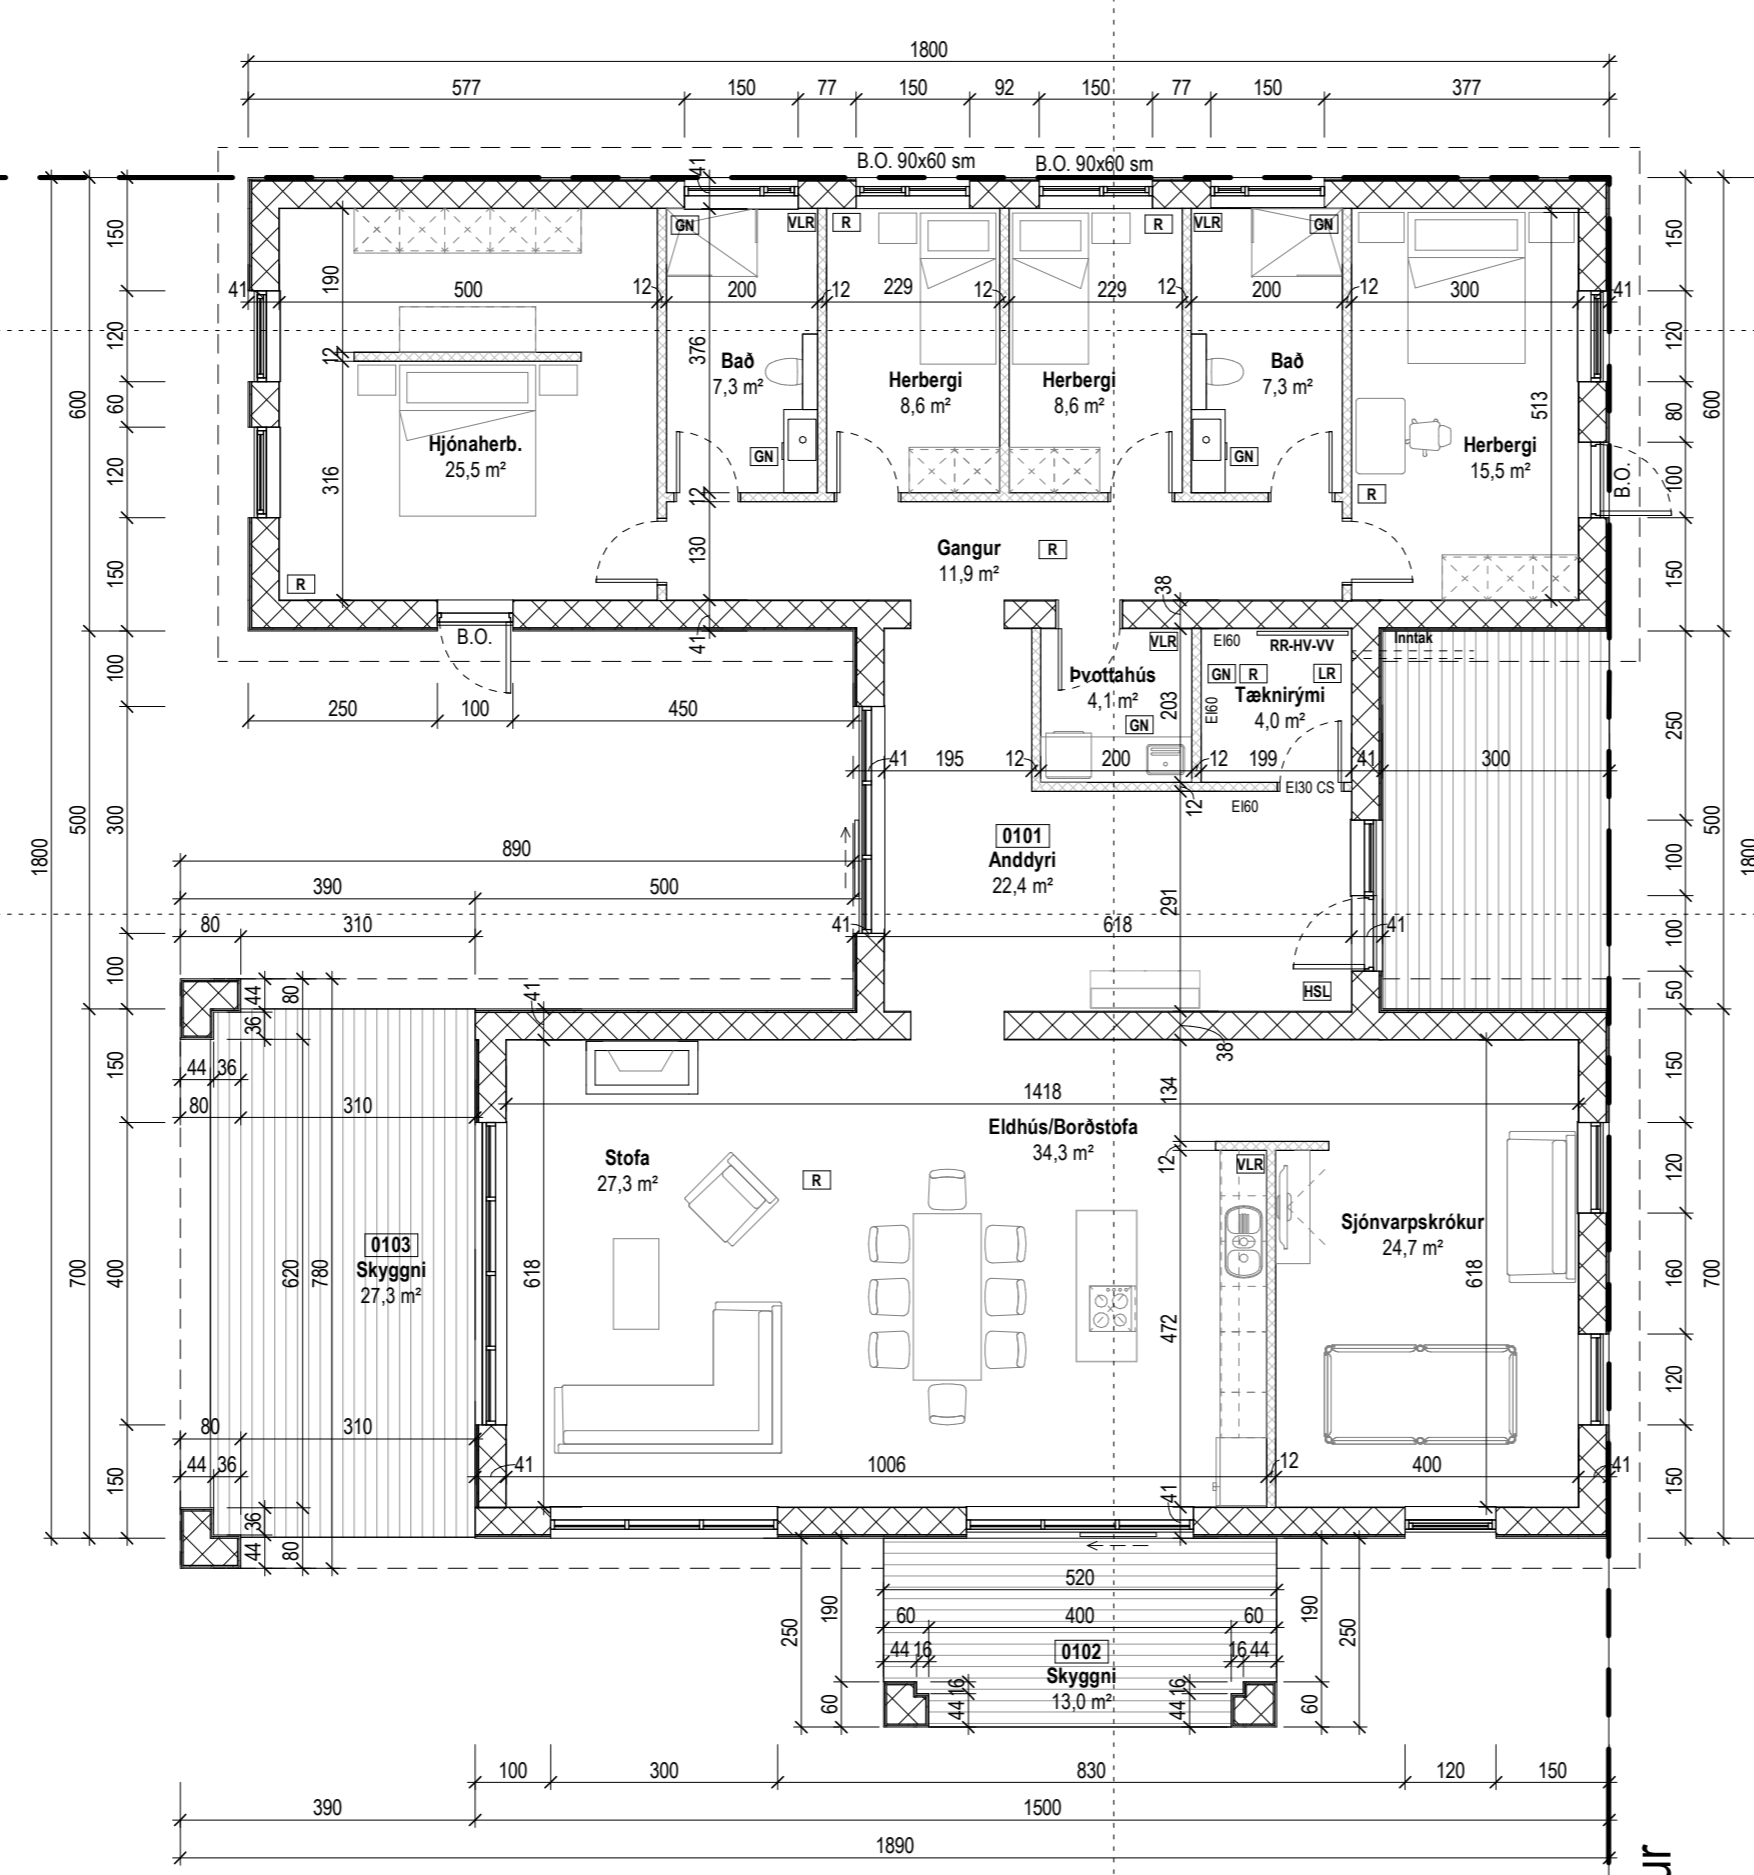 1800
577 150 77 150 92 150 77 150 377
B.O. 90x60 sm B.O. 90x60 sm
41
GN VLR R R VLR GN
150 190 150
41 500 12 200 12 229 12 229 12 200 12 300 41
120 12 376 120
Bað
7,3 m²
Herbergi
8,6 m²
Herbergi
8,6 m²
Bað
7,3 m²
600 60 513 80 600
Hjónaherb.
25,5 m²
Herbergi
15,5 m²
GN GN
120 316 12 R 100 B.O.
Gangur
11,9 m²
R
150 R 130 38 150
B.O. 41
VLR EI60 RR-HV-VV Inntak
100
Þvottahús
4,1 m²
203
GN R LR
Tæknirými
4,0 m²
EI60
GN
250 100 450 250
41 195 12 200 12 199 41 300
12 EI30 CS
EI60
1800 500 300 500 1800
0101
Anddyri
22,4 m²
890 100
390 500 291
80 310 41 618 41 100
100 HSL 50
44 80 41
36 38
150 44 36 134 150
80 310 1418
Eldhús/Borðstofa
34,3 m²
Stofa
27,3 m²
R
12 VLR 120
Sjónvarpskrókur
24,7 m²
0103
Skyggni
27,3 m²
700 400 620 780 618 472 618 160 700
120
80 310
44 36 41 1006 12 400 41
150 41 150
36
44 80
520
250 190 60 400 60 190 250
44 16 16 44
0102
Skyggni
13,0 m²
60 16 44 16 44 60
100 300 830 120 150
390 1500
1890
ur